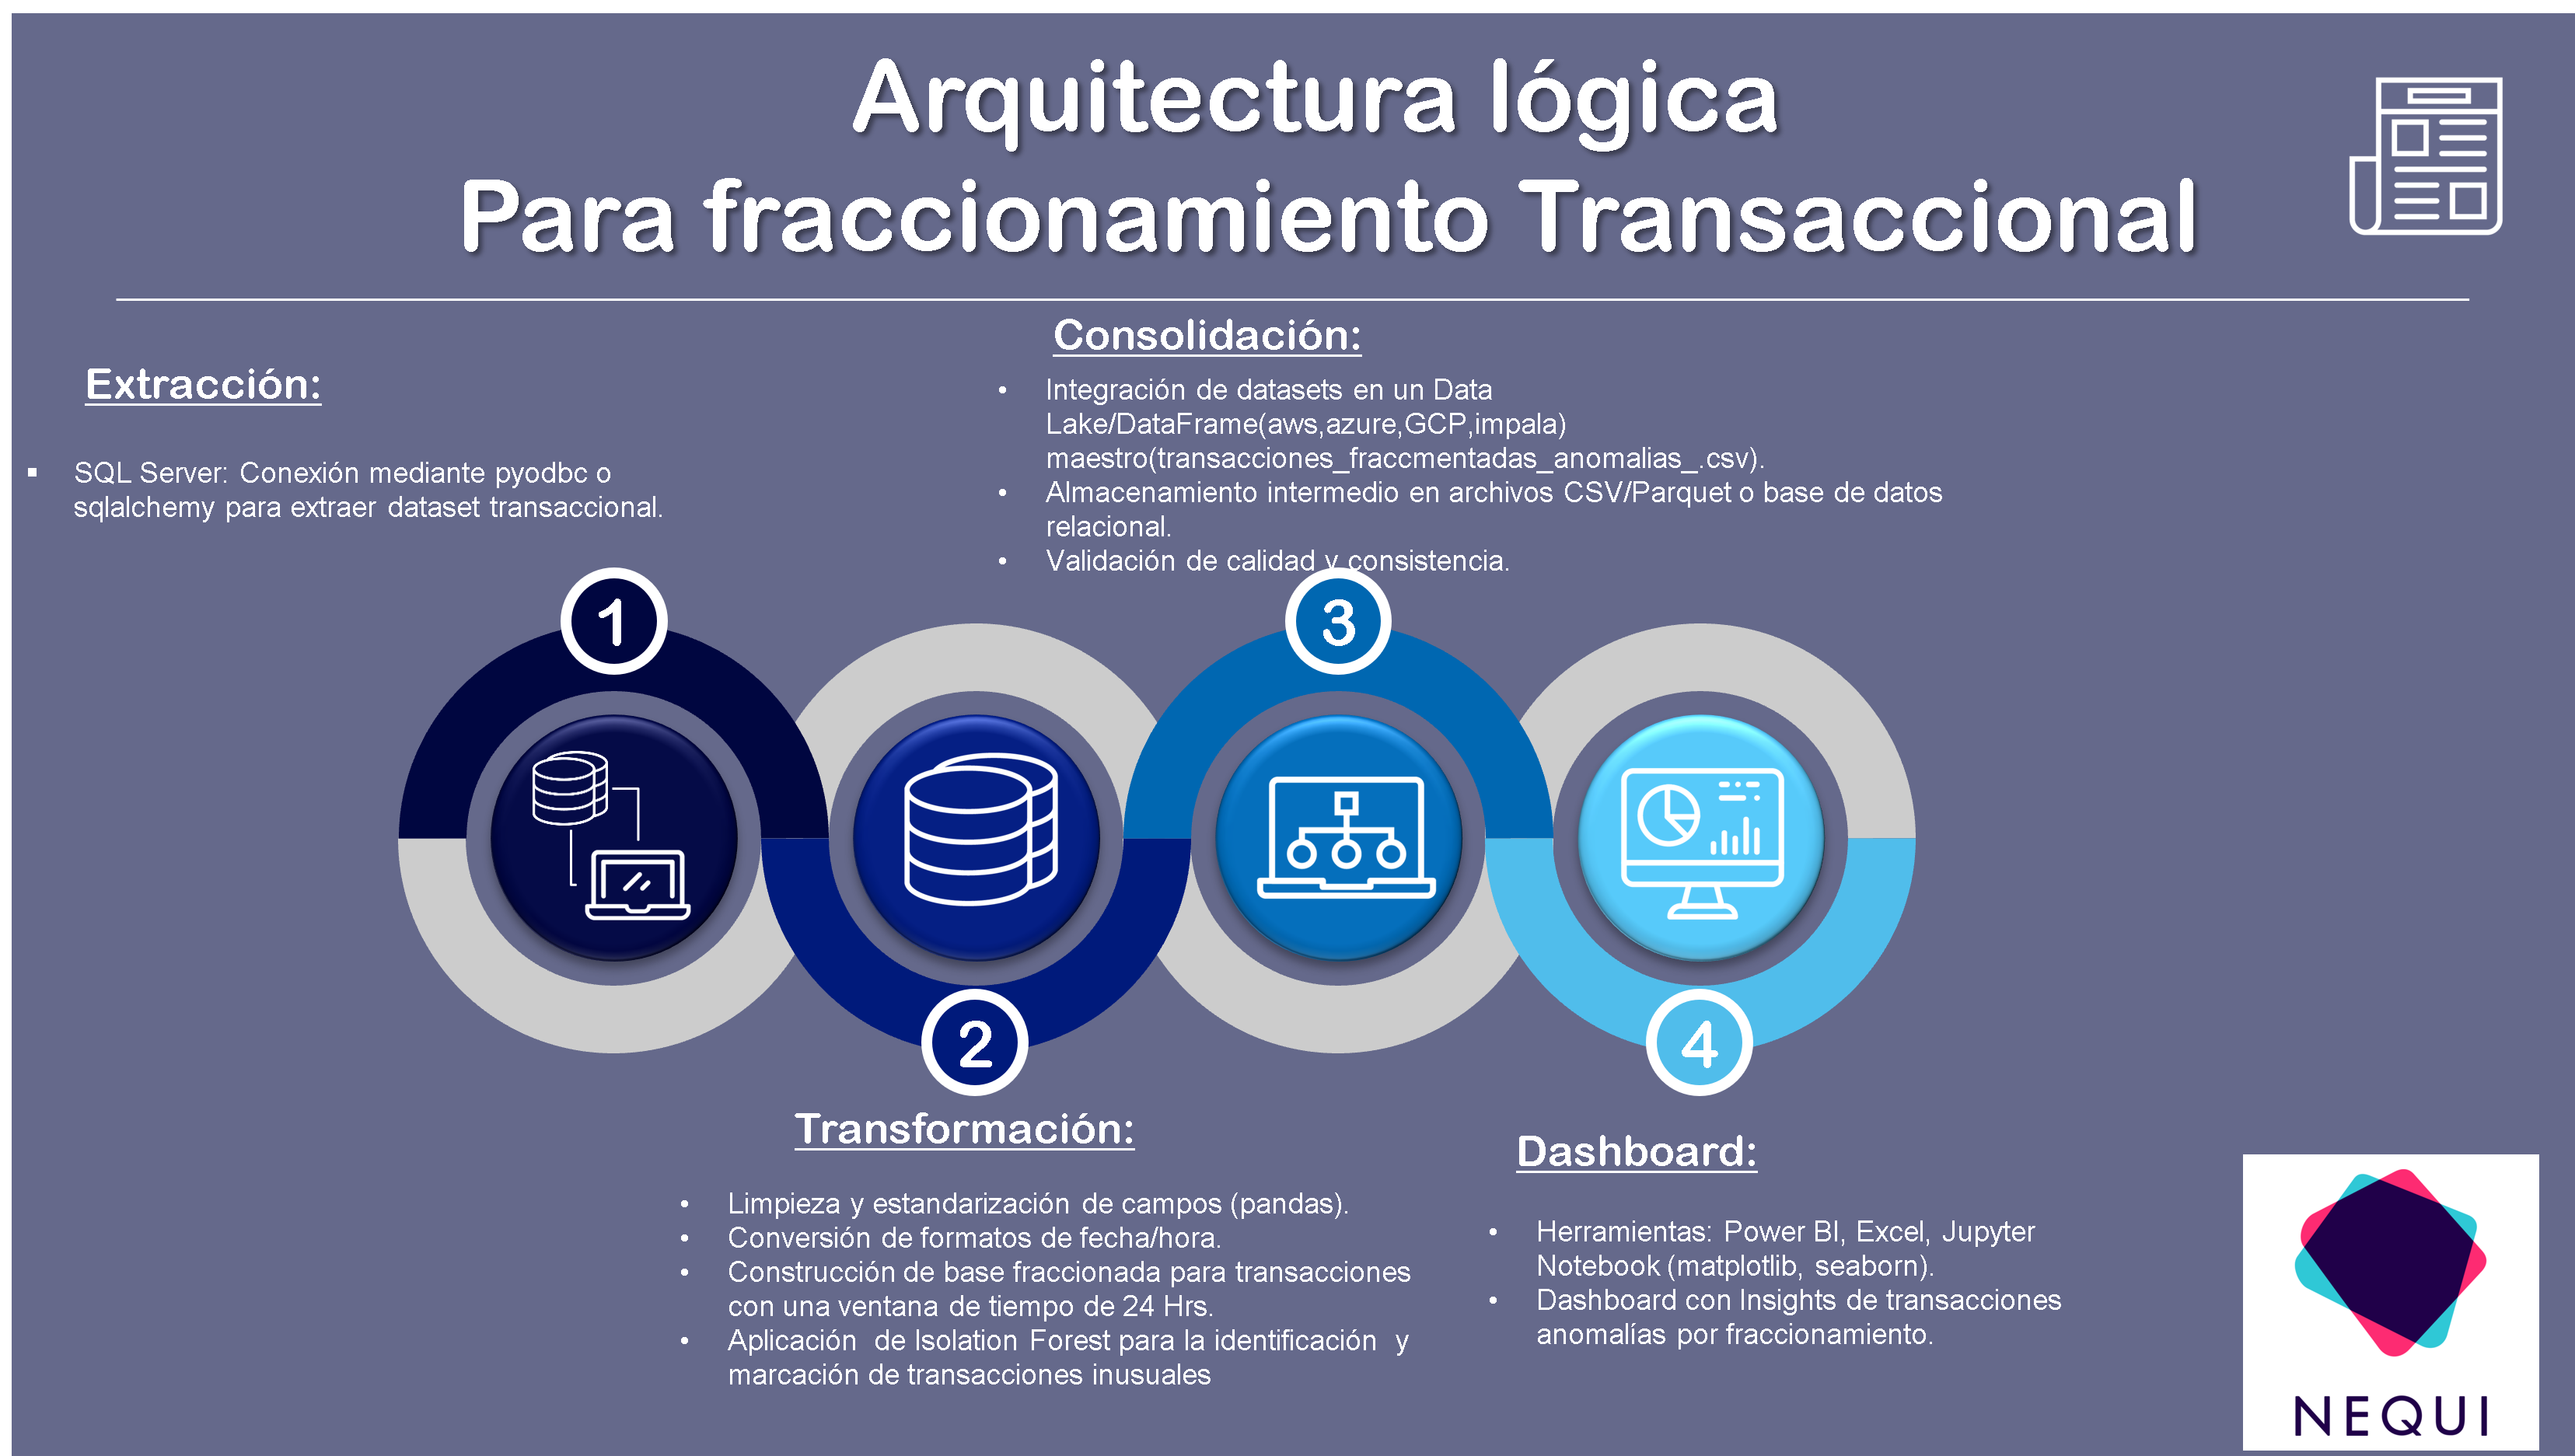 Arquitectura lógica
Para fraccionamiento Transaccional
Extracción:
▪ SQL Server: Conexión mediante pyodbc o
sqlalchemy para extraer dataset transaccional.
Consolidación:
• Integración de datasets en un Data
Lake/DataFrame(aws,azure,GCP,impala)
maestro(transacciones_fraccmentadas_anomalias_.csv).
• Almacenamiento intermedio en archivos CSV/Parquet o base de datos
relacional.
• Validación de calidad y consistencia.
1
3
2
4
Transformación:
• Limpieza y estandarización de campos (pandas).
• Conversión de formatos de fecha/hora.
• Construcción de base fraccionada para transacciones
con una ventana de tiempo de 24 Hrs.
• Aplicación de Isolation Forest para la identificación y
marcación de transacciones inusuales
Dashboard:
• Herramientas: Power BI, Excel, Jupyter
Notebook (matplotlib, seaborn).
• Dashboard con Insights de transacciones
anomalías por fraccionamiento.
NEQUI